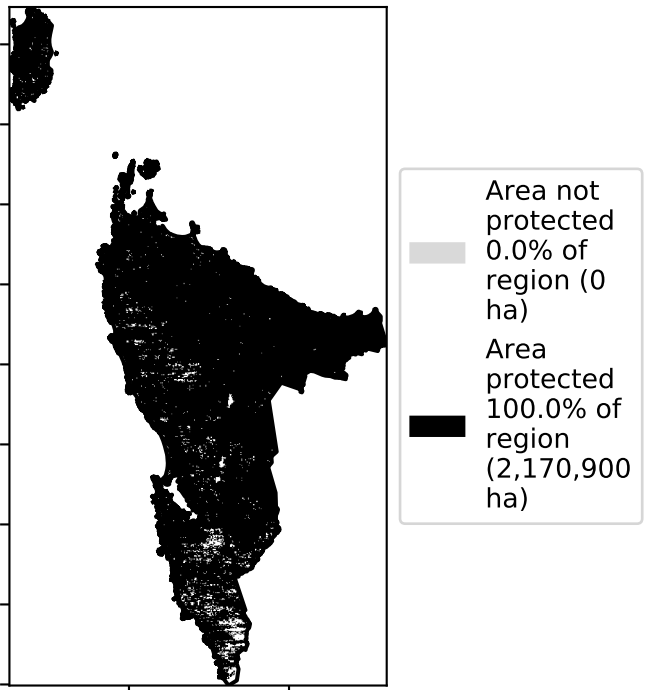 Area not
protected
0.0% of
region (0
ha)
Area
protected
100.0% of
region
(2,170,900
ha)